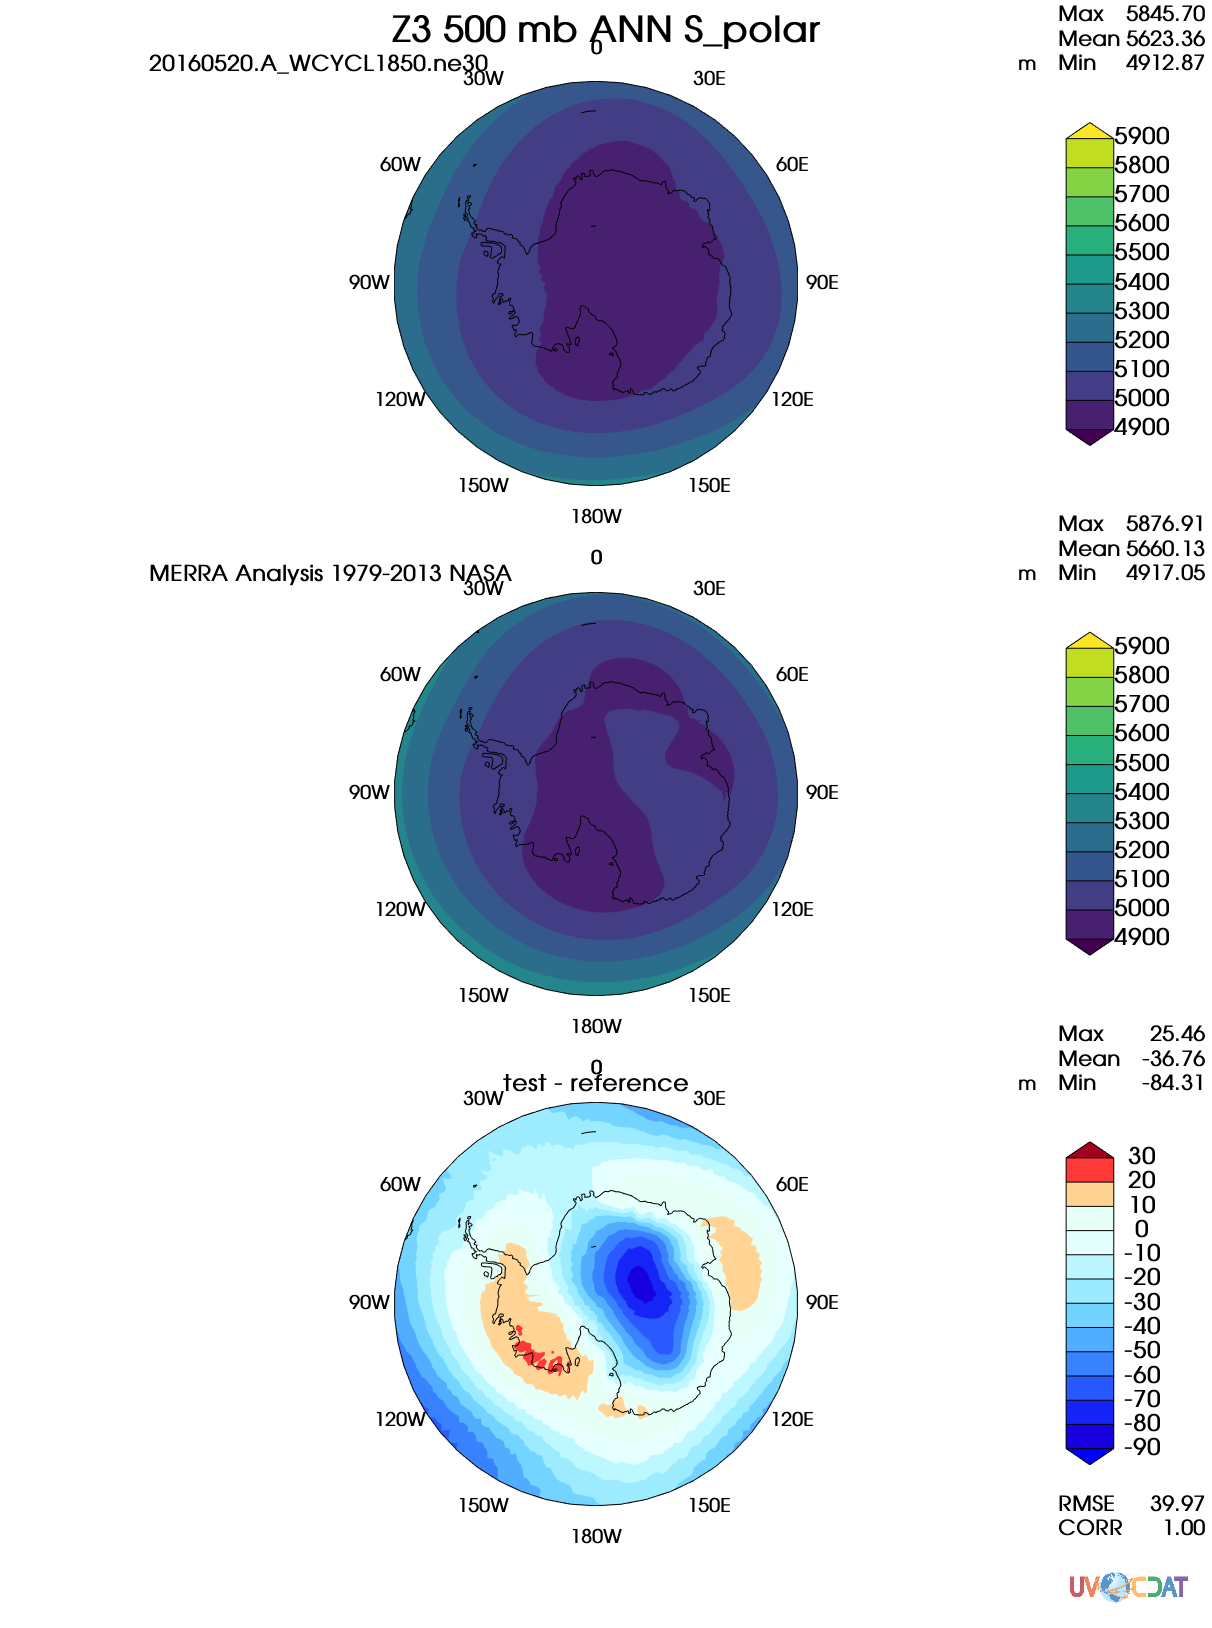 Z3 500 mb ANN S_polar
20160520.A_WCYCL1850.ne30
m
Max 5845.70
Mean 5623.36
Min 4912.87
0
30W 30E
60W 60E
90W 90E
120W 120E
150W 150E
180W
5900
5800
5700
5600
5500
5400
5300
5200
5100
5000
4900
MERRA Analysis 1979-2013 NASA
m
Max 5876.91
Mean 5660.13
Min 4917.05
0
30W 30E
60W 60E
90W 90E
120W 120E
150W 150E
180W
5900
5800
5700
5600
5500
5400
5300
5200
5100
5000
4900
test - reference
m
Max 25.46
Mean -36.76
Min -84.31
0
30W 30E
60W 60E
90W 90E
120W 120E
150W 150E
180W
30
20
10
0
-10
-20
-30
-40
-50
-60
-70
-80
-90
RMSE 39.97
CORR 1.00
UV CDAT